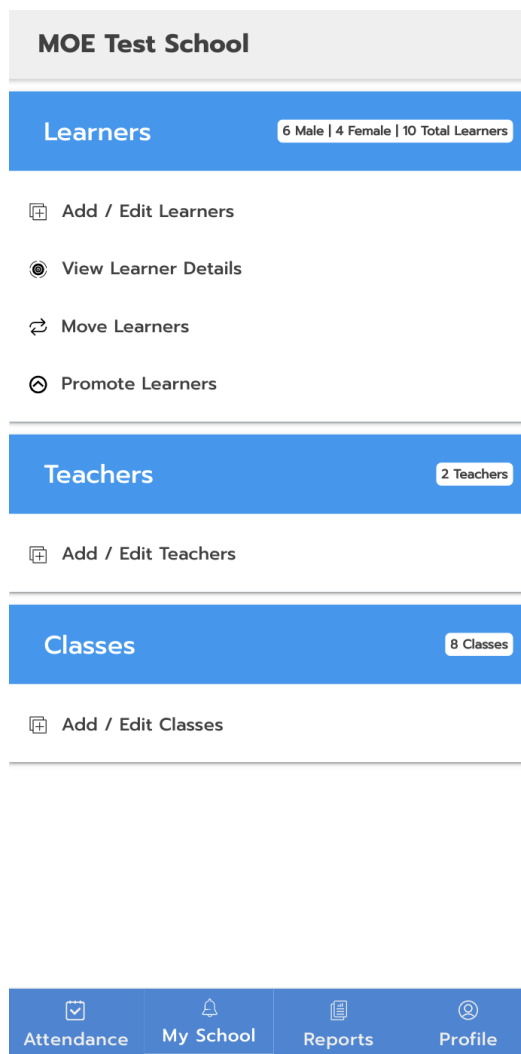 MOE Test School
Learners
6 Male | 4 Female | 10 Total Learners
Add / Edit Learners
View Learner Details
Move Learners
Promote Learners
Teachers
2 Teachers
Add / Edit Teachers
Classes
8 Classes
Add / Edit Classes
Attendance
My School
Reports
Profile